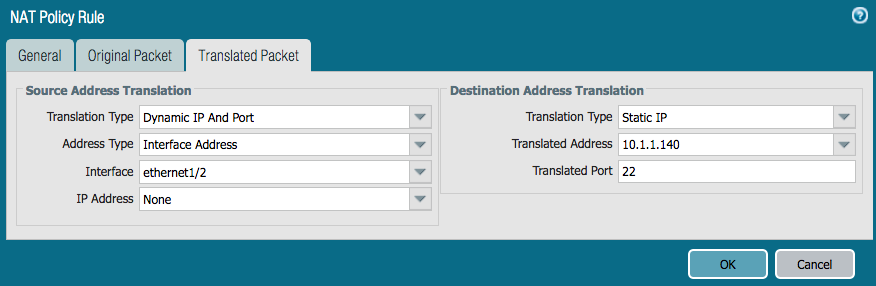 NAT Policy Rule
?
General
Original Packet
Translated Packet
Source Address Translation
Translation Type Dynamic IP And Port
Address Type Interface Address
Interface ethernet1/2
IP Address None
Destination Address Translation
Translation Type Static IP
Translated Address 10.1.1.140
Translated Port 22
OK
Cancel